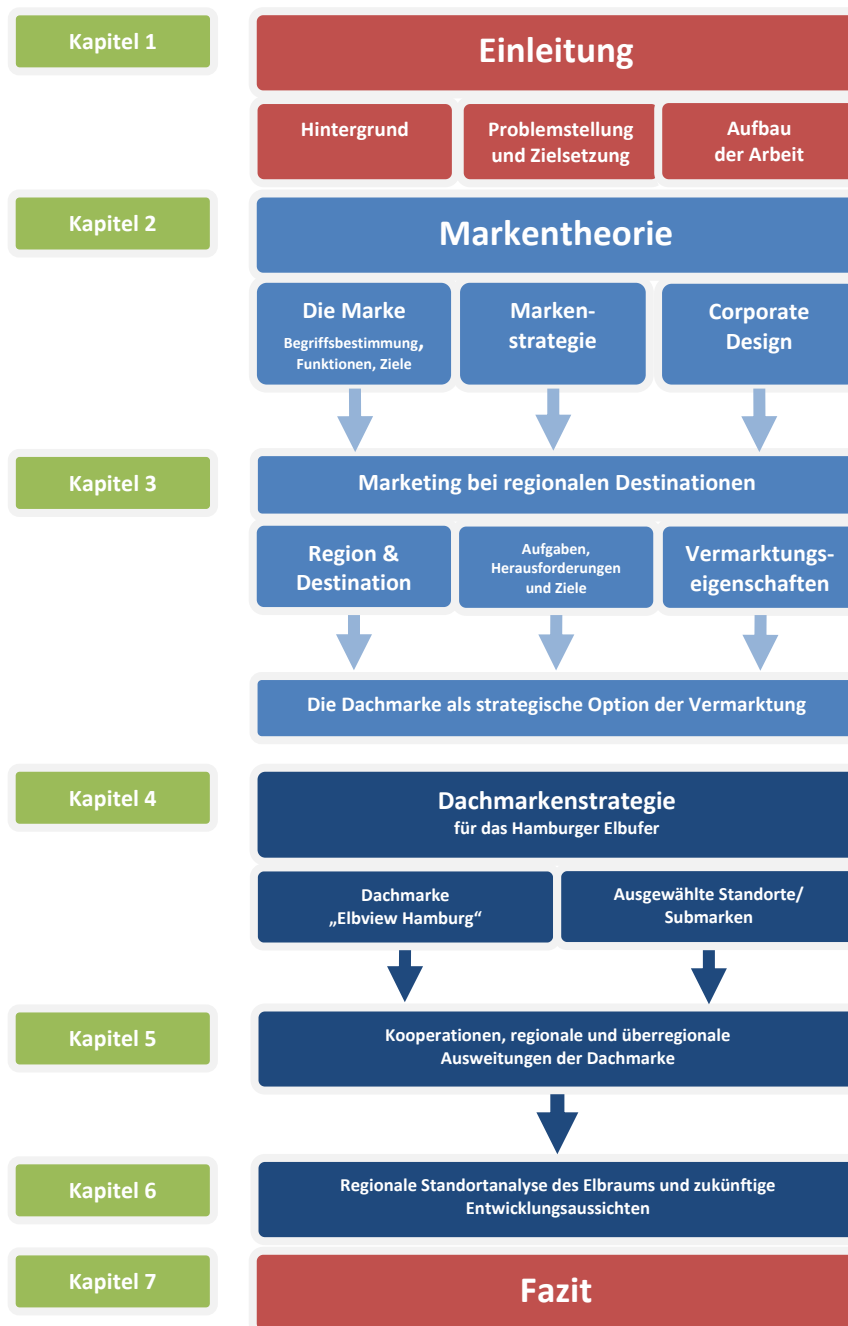 Kapitel 1
Einleitung
Hintergrund
Problemstellung
und Zielsetzung
Aufbau
der Arbeit
Kapitel 2
Markentheorie
Die Marke
Begriffsbestimmung,
Funktionen, Ziele
Marken-
strategie
Corporate
Design
Kapitel 3
Marketing bei regionalen Destinationen
Region &
Destination
Aufgaben,
Herausforderungen
und Ziele
Vermarktungs-
eigenschaften
Die Dachmarke als strategische Option der Vermarktung
Kapitel 4
Dachmarkenstrategie
für das Hamburger Elbufer
Dachmarke
„Elbview Hamburg“
Ausgewählte Standorte/
Submarken
Kapitel 5
Kooperationen, regionale und überregionale
Ausweitungen der Dachmarke
Kapitel 6
Regionale Standortanalyse des Elbraums und zukünftige
Entwicklungsaussichten
Kapitel 7
Fazit